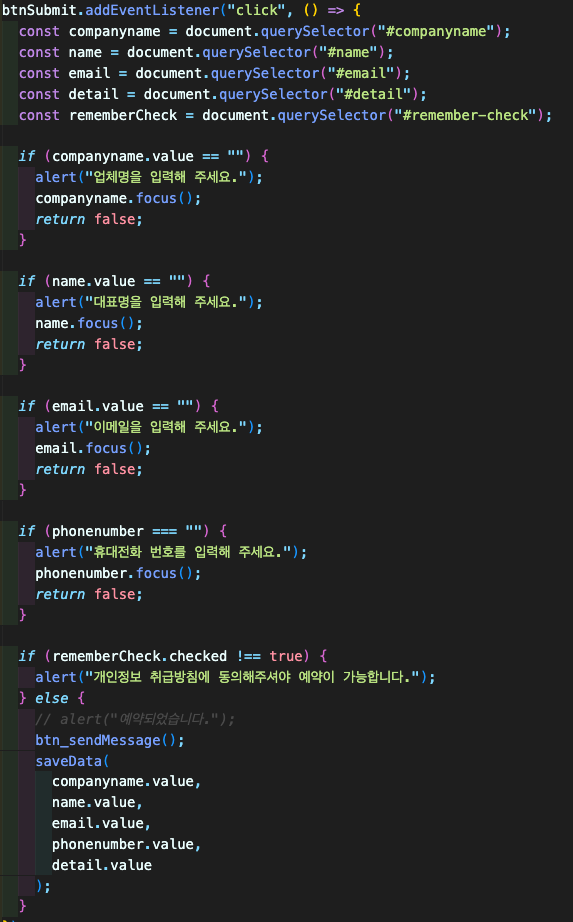 btnSubmit.addEventListener("click", () => {
const companyname = document.querySelector("#companyname");
const name = document.querySelector("#name");
const email = document.querySelector("#email");
const detail = document.querySelector("#detail");
const rememberCheck = document.querySelector("#remember-check");
if (companyname.value == "") {
alert("업체명을 입력해 주세요.");
companyname.focus();
return false;
}
if (name.value == "") {
alert("대표명을 입력해 주세요.");
name.focus();
return false;
}
if (email.value == "") {
alert("이메일을 입력해 주세요.");
email.focus();
return false;
}
if (phonenumber === "") {
alert("휴대전화 번호를 입력해 주세요.");
phonenumber.focus();
return false;
}
if (rememberCheck.checked !== true) {
alert("개인정보 취급방침에 동의해주셔야 예약이 가능합니다.");
} else {
// alert("예약되었습니다.");
btn_sendMessage();
saveData(
companyname.value,
name.value,
email.value,
phonenumber.value,
detail.value
);
}